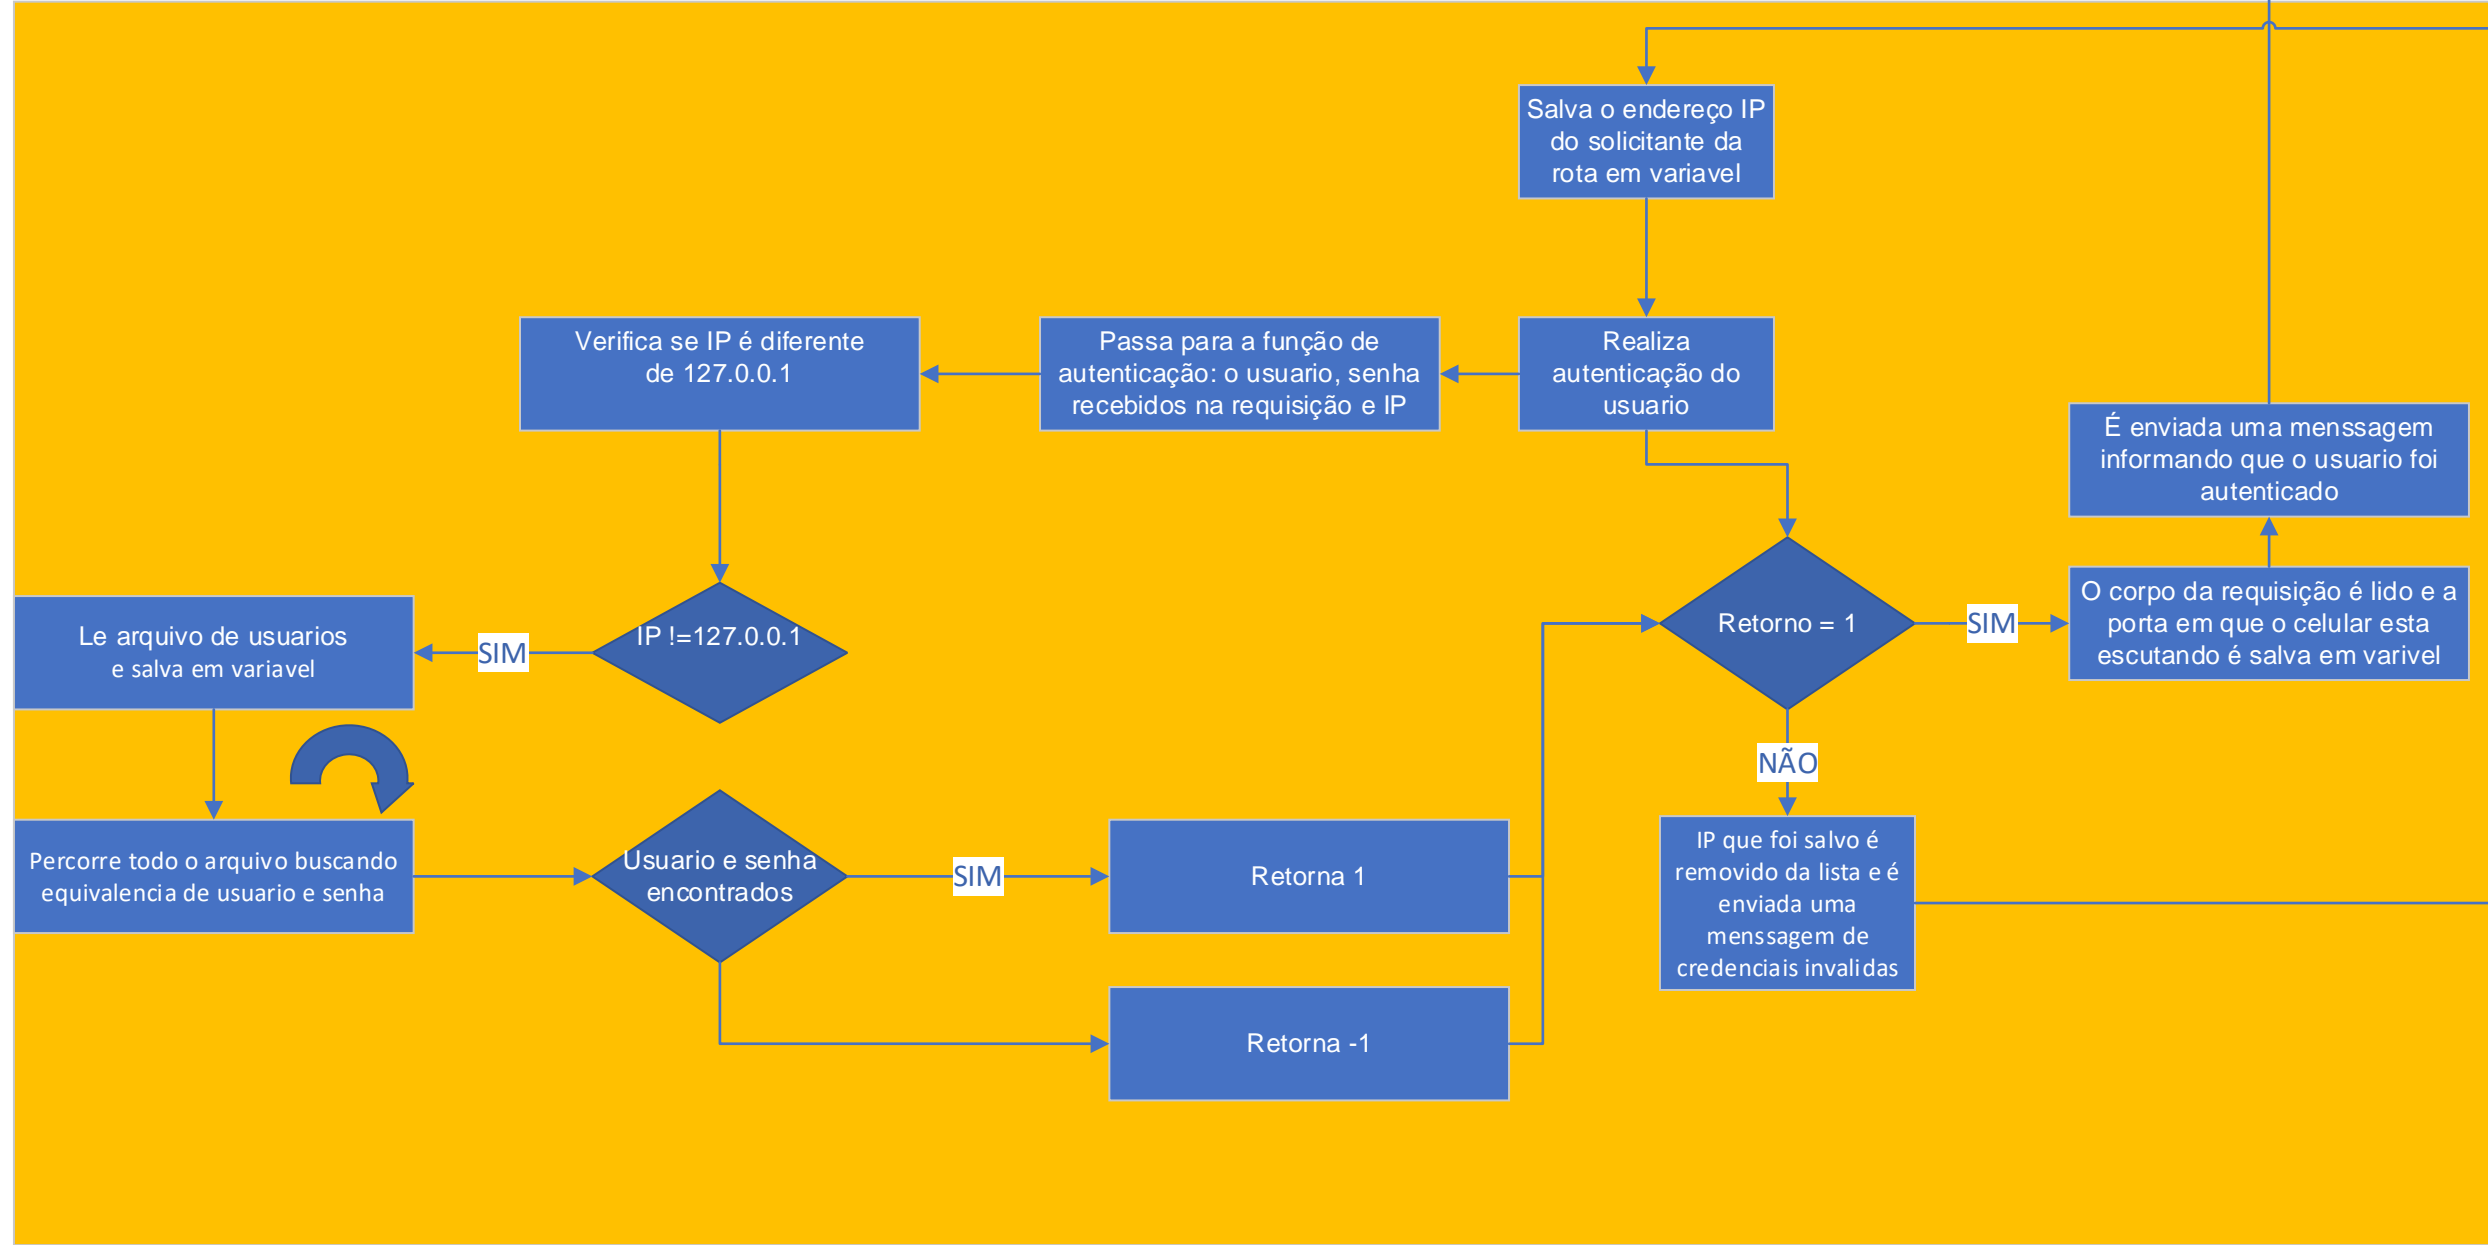 Salva o endereço IP
do solicitante da
rota em variavel
Verifica se IP é diferente
de 127.0.0.1
Passa para a função de
autenticação: o usuario, senha
recebidos na requisição e IP
Realiza
autenticação do
usuario
É enviada uma menssagem
informando que o usuario foi
autenticado
Le arquivo de usuarios
e salva em variavel
SIM
IP !=127.0.0.1
Retorno = 1
SIM
O corpo da requisição é lido e a
porta em que o celular esta
escutando é salva em varivel
NÃO
Percorre todo o arquivo buscando
equivalencia de usuario e senha
Usuario e senha
encontrados
SIM
Retorna 1
IP que foi salvo é
removido da lista e é
enviada uma
menssagem de
credenciais invalidas
Retorna -1